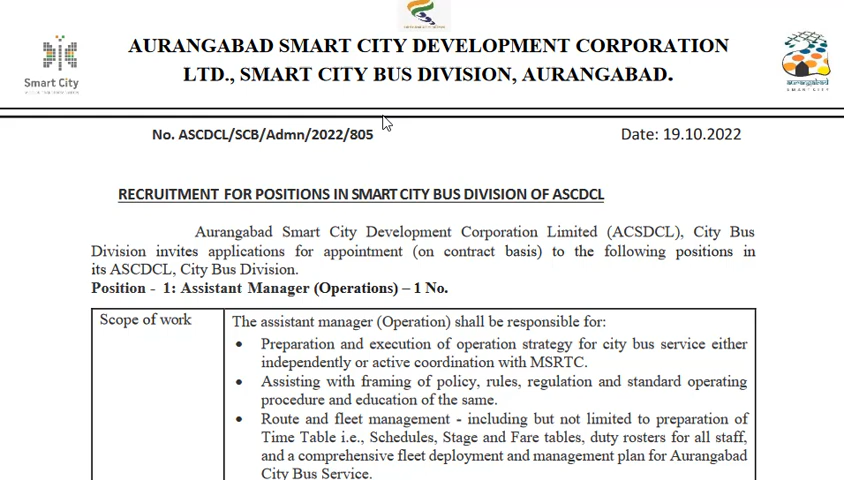 AURANGABAD SMART CITY DEVELOPMENT CORPORATION
LTD., SMART CITY BUS DIVISION, AURANGABAD.
Smart City
aurangabad
SMART CITY
No. ASCDCL/SCB/Admn/2022/805
Date: 19.10.2022
RECRUITMENT FOR POSITIONS IN SMART CITY BUS DIVISION OF ASCDCL
Aurangabad Smart City Development Corporation Limited (ACSDCL), City Bus
Division invites applications for appointment (on contract basis) to the following positions in
its ASCDCL, City Bus Division.
Position - 1: Assistant Manager (Operations) – 1 No.
Scope of work
The assistant manager (Operation) shall be responsible for:
• Preparation and execution of operation strategy for city bus service either
independently or active coordination with MSRTC.
• Assisting with framing of policy, rules, regulation and standard operating
procedure and education of the same.
• Route and fleet management - including but not limited to preparation of
Time Table i.e., Schedules, Stage and Fare tables, duty rosters for all staff,
and a comprehensive fleet deployment and management plan for Aurangabad
City Bus Service.